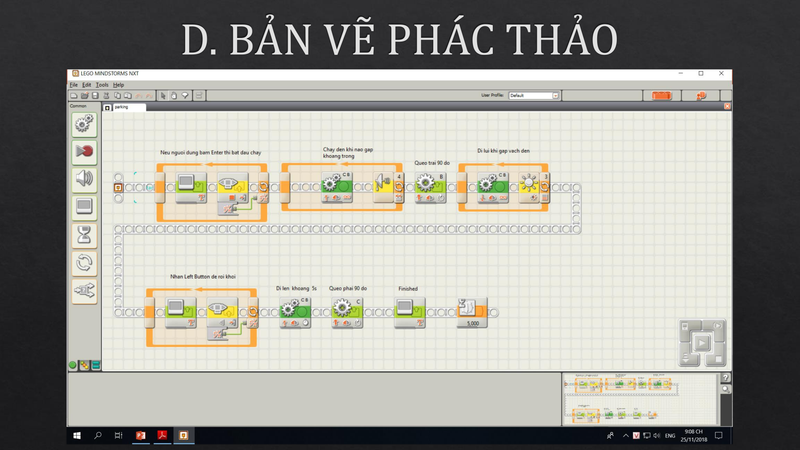 D. BẢN VẼ PHÁC THẢO
LEGO MINDSTORMS NXT
File Edit Tools Help
User Profile: Default
Common
parking
Neu nguoi dung bam Enter thi bat dau chay
Chay den khi nao gap
khoang trong
Queo trai 90 do
Di lui khi gap vach den
C B
4
B
C B
3
Nhan Left Button de roi khoi
Di len khoang 5s
Queo phai 90 do
Finished
C B
C
5.000
ENG
9:08 CH
25/11/2018